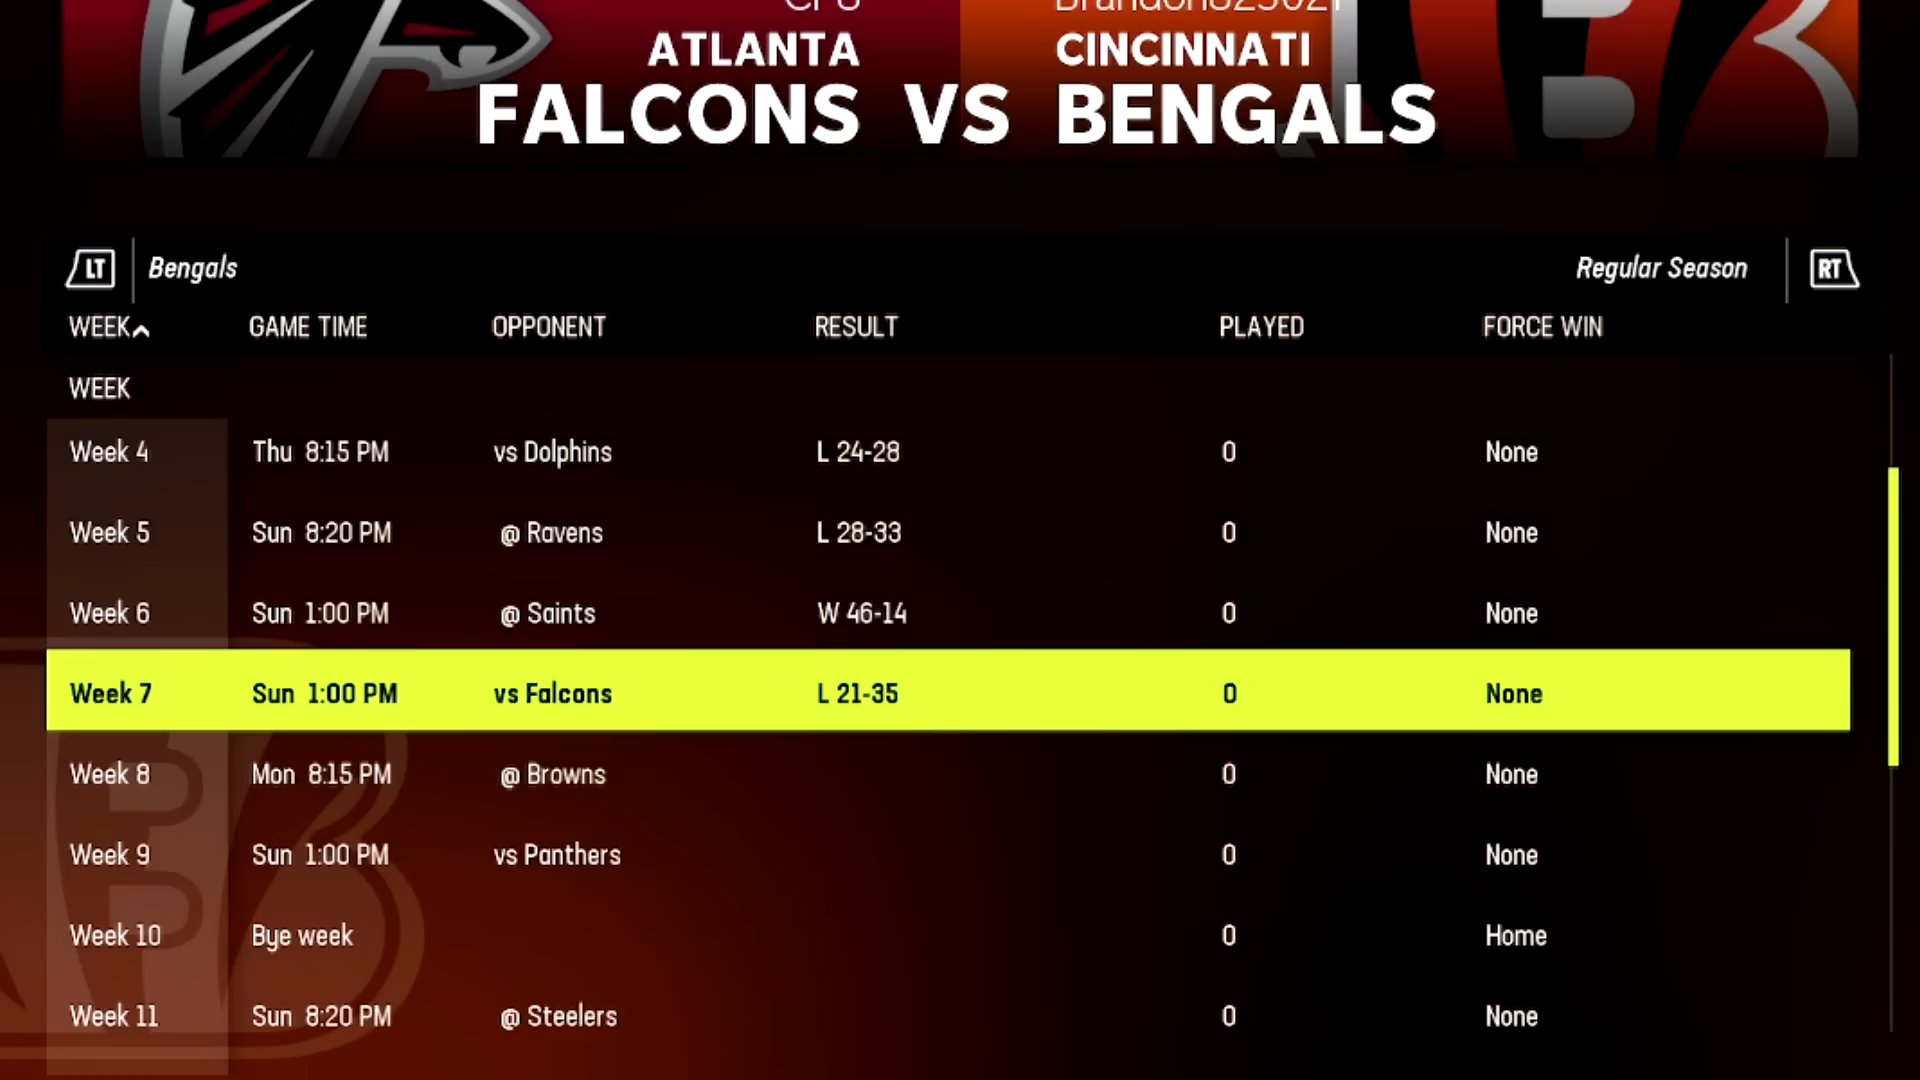 ATLANTA CINCINNATI
FALCONS VS BENGALS
LT Bengals Regular Season RT
WEEK GAME TIME OPPONENT RESULT PLAYED FORCE WIN
WEEK
Week 4 Thu 8:15 PM vs Dolphins L 24-28 0 None
Week 5 Sun 8:20 PM @ Ravens L 28-33 0 None
Week 6 Sun 1:00 PM @ Saints W 46-14 0 None
Week 7 Sun 1:00 PM vs Falcons L 21-35 0 None
Week 8 Mon 8:15 PM @ Browns 0 None
Week 9 Sun 1:00 PM vs Panthers 0 None
Week 10 Bye week 0 Home
Week 11 Sun 8:20 PM @ Steelers 0 None